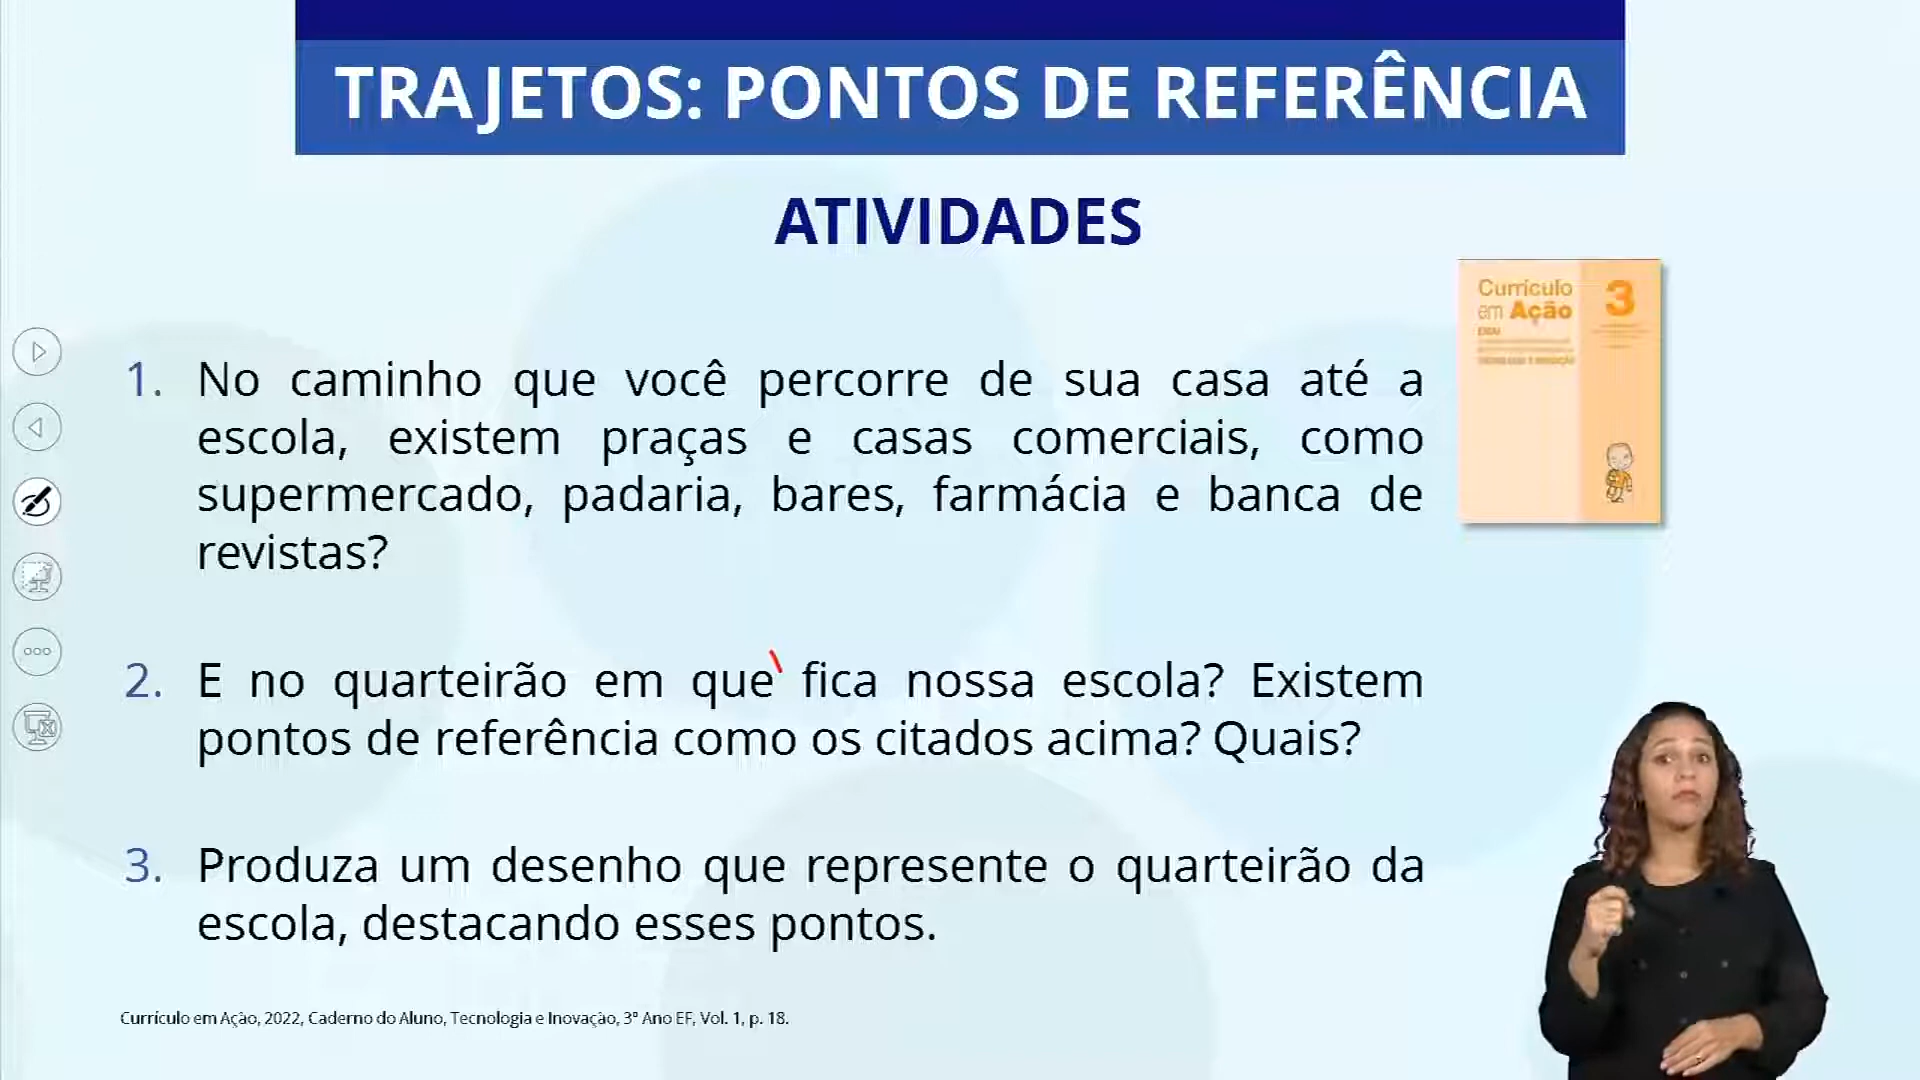 TRAJETOS: PONTOS DE REFERÊNCIA
ATIVIDADES
Currículo
em Ação
3
1. No caminho que você percorre de sua casa até a
escola, existem praças e casas comerciais, como
supermercado, padaria, bares, farmácia e banca de
revistas?
2. E no quarteirão em que fica nossa escola? Existem
pontos de referência como os citados acima? Quais?
3. Produza um desenho que represente o quarteirão da
escola, destacando esses pontos.
Currículo em Ação, 2022, Caderno do Aluno, Tecnologia e Inovação, 3º Ano EF, Vol. 1, p. 18.